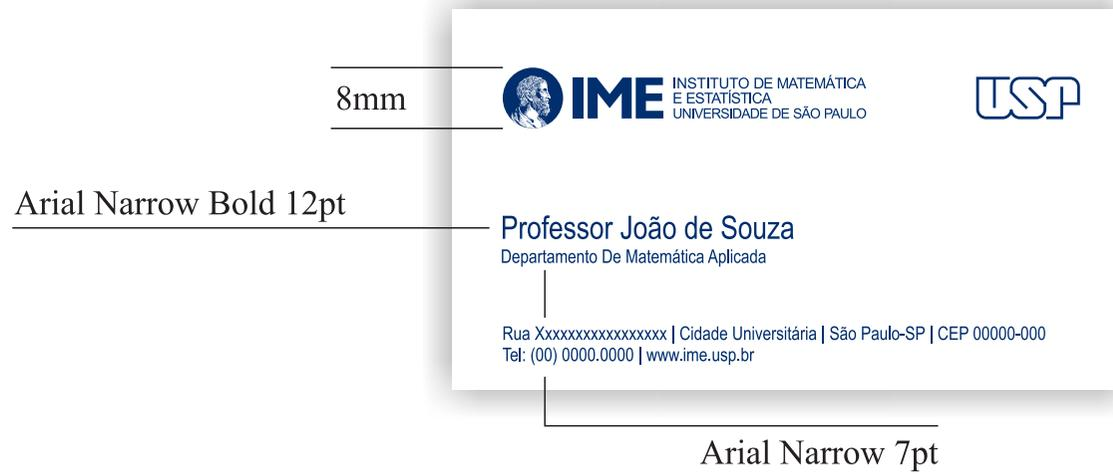 8mm
IME
INSTITUTO DE MATEMÁTICA
E ESTATÍSTICA
UNIVERSIDADE DE SÃO PAULO
USP
Arial Narrow Bold 12pt
Professor João de Souza
Departamento De Matemática Aplicada
Rua Xxxxxxxxxxxxxxxxx | Cidade Universitária | São Paulo-SP | CEP 00000-000
Tel: (00) 0000.0000 | www.ime.usp.br
Arial Narrow 7pt